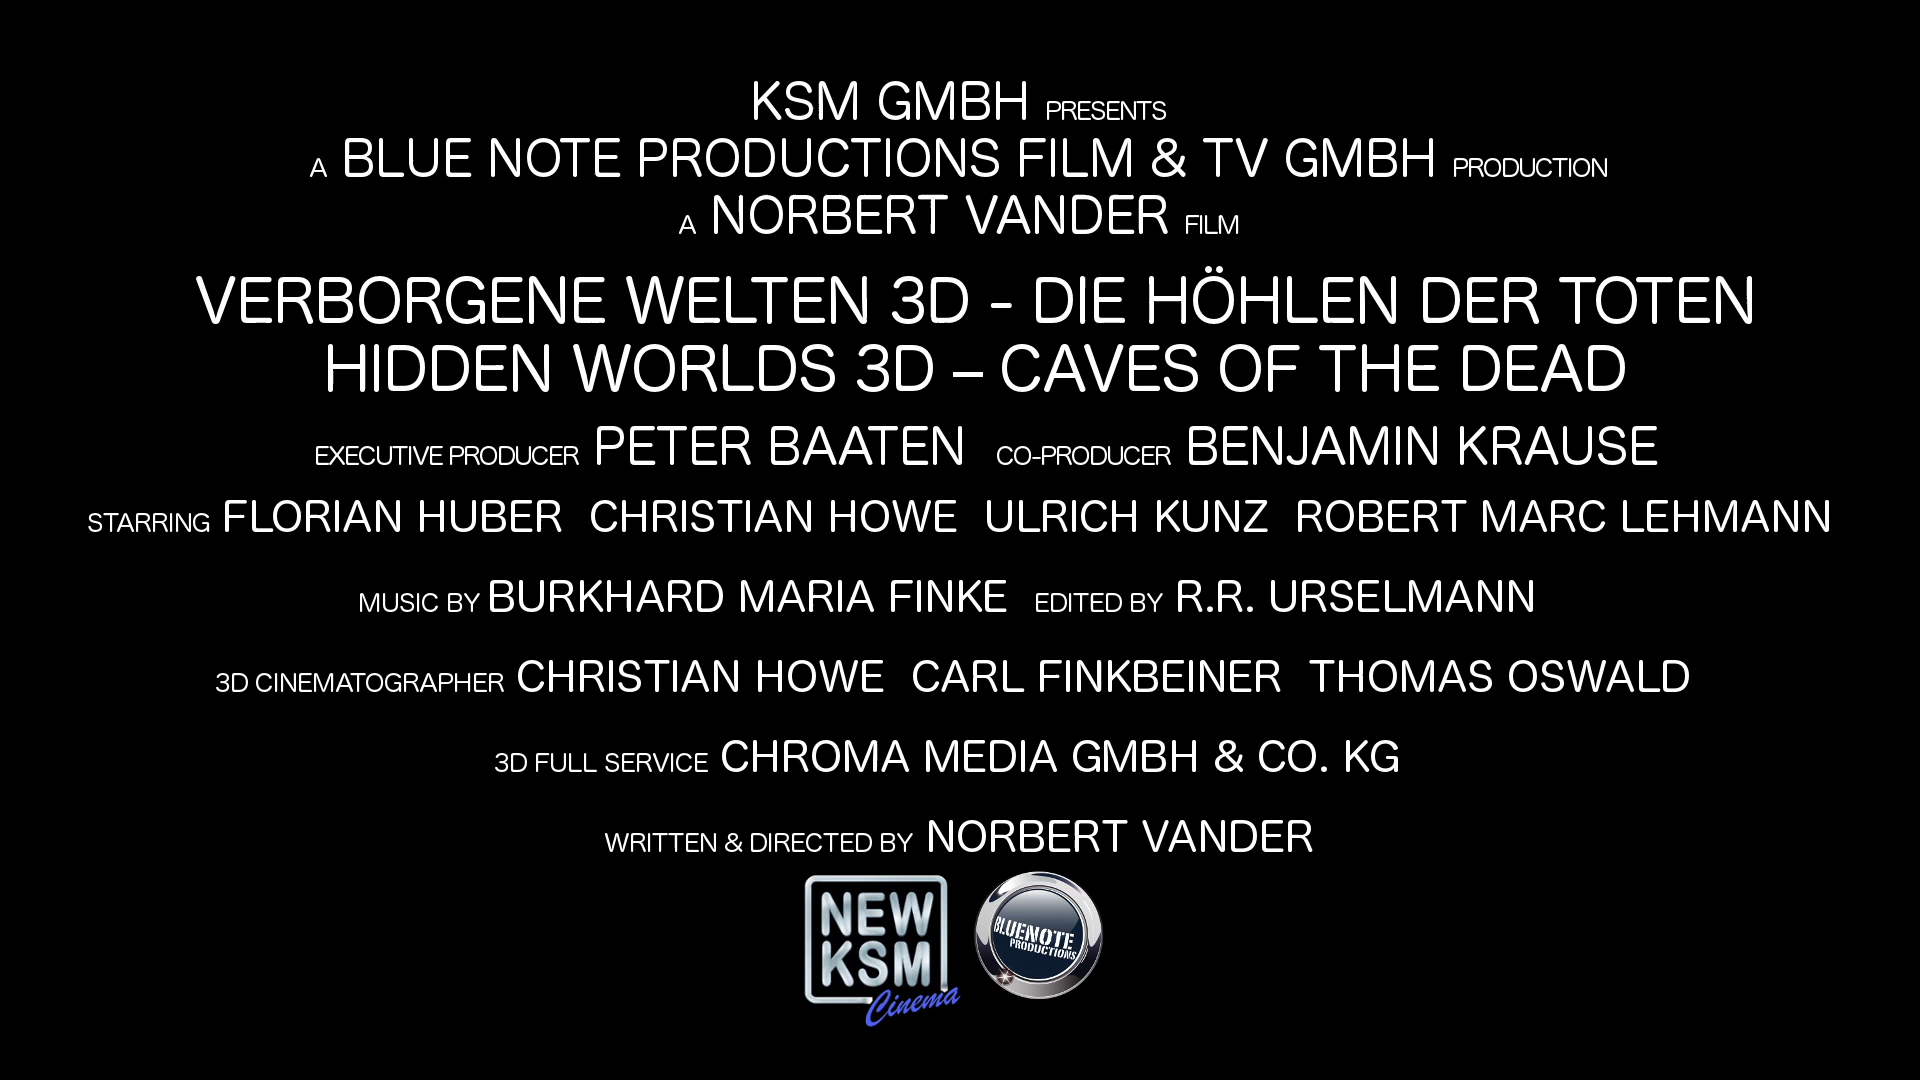 KSM GMBH PRESENTS
A BLUE NOTE PRODUCTIONS FILM & TV GMBH PRODUCTION
A NORBERT VANDER FILM
VERBORGENE WELTEN 3D - DIE HÖHLEN DER TOTEN
HIDDEN WORLDS 3D – CAVES OF THE DEAD
EXECUTIVE PRODUCER PETER BAATEN CO-PRODUCER BENJAMIN KRAUSE
STARRING FLORIAN HUBER CHRISTIAN HOWE ULRICH KUNZ ROBERT MARC LEHMANN
MUSIC BY BURKHARD MARIA FINKE EDITED BY R.R. URSELMANN
3D CINEMATOGRAPHER CHRISTIAN HOWE CARL FINKBEINER THOMAS OSWALD
3D FULL SERVICE CHROMA MEDIA GMBH & CO. KG
WRITTEN & DIRECTED BY NORBERT VANDER
NEW
KSM
Cinema
BLUENOTE
PRODUCTIONS